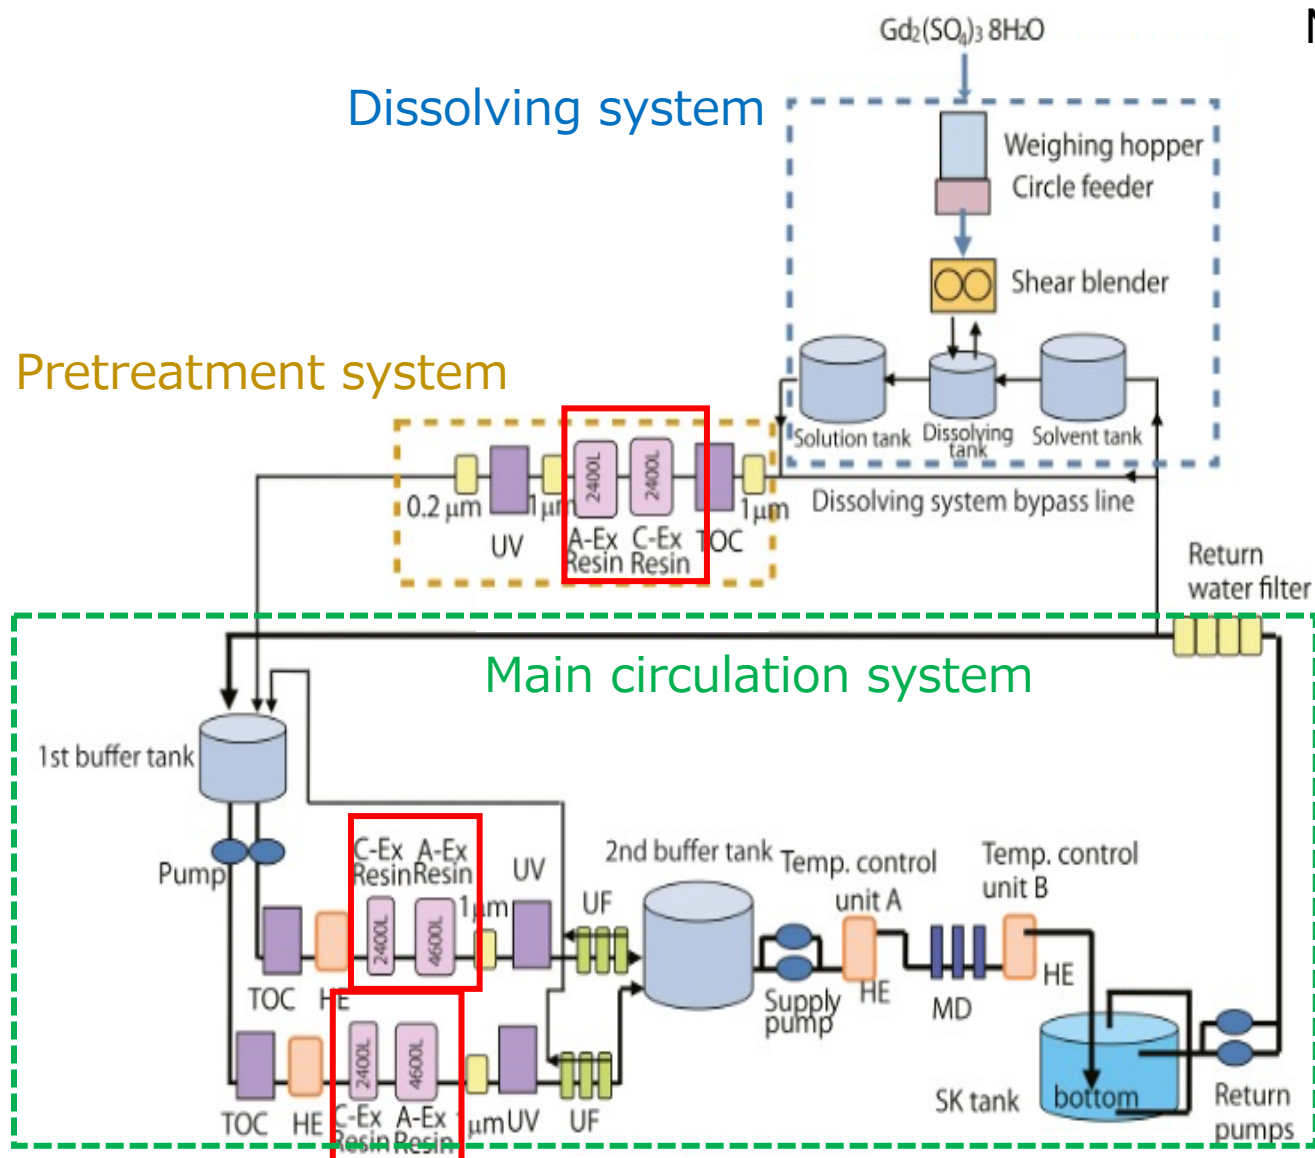 Gd₂(SO₄)₃ 8H₂O
Dissolving system
Weighing hopper
Circle feeder
Shear blender
Pretreatment system
Solution tank
Dissolving
tank
Solvent tank
2400L
2400L
0.2 μm
UV
1μm
A-Ex
Resin
C-Ex
Resin
TOC
1μm
Dissolving system bypass line
Return
water filter
Main circulation system
1st buffer tank
Pump
C-Ex
Resin
A-Ex
Resin
1μm
UV
UF
2400L
4600L
TOC
HE
2nd buffer tank
Temp. control
unit A
Temp. control
unit B
Supply
pump
HE
MD
HE
2400L
4600L
TOC
HE
C-Ex
Resin
A-Ex
Resin
1μm
UV
UF
SK tank
bottom
Return
pumps